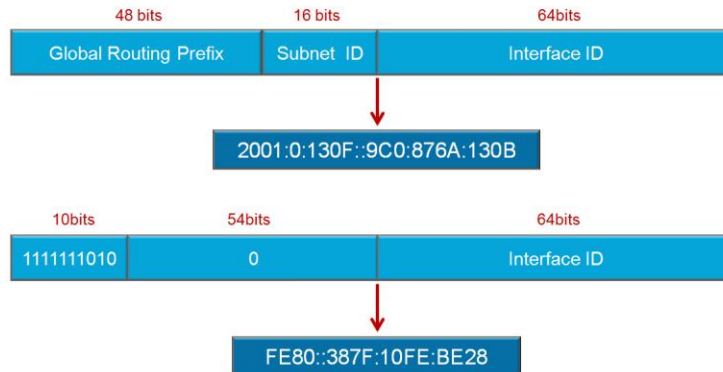 48 bits 16 bits 64bits
Global Routing Prefix Subnet ID Interface ID
2001:0:130F::9C0:876A:130B
10bits 54bits 64bits
1111111010 0 Interface ID
FE80::387F:10FE:BE28